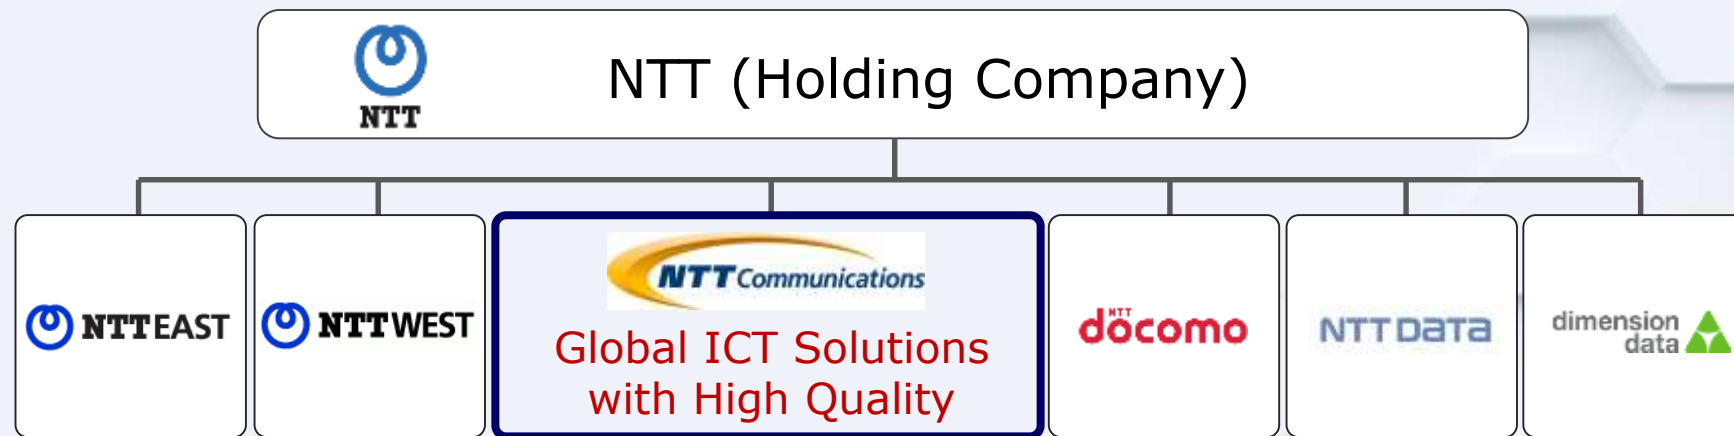 NTT
NTT (Holding Company)
NTT EAST
NTT WEST
NTT Communications
Global ICT Solutions
with High Quality
NTT
döcomo
NTT DATA
dimension
data